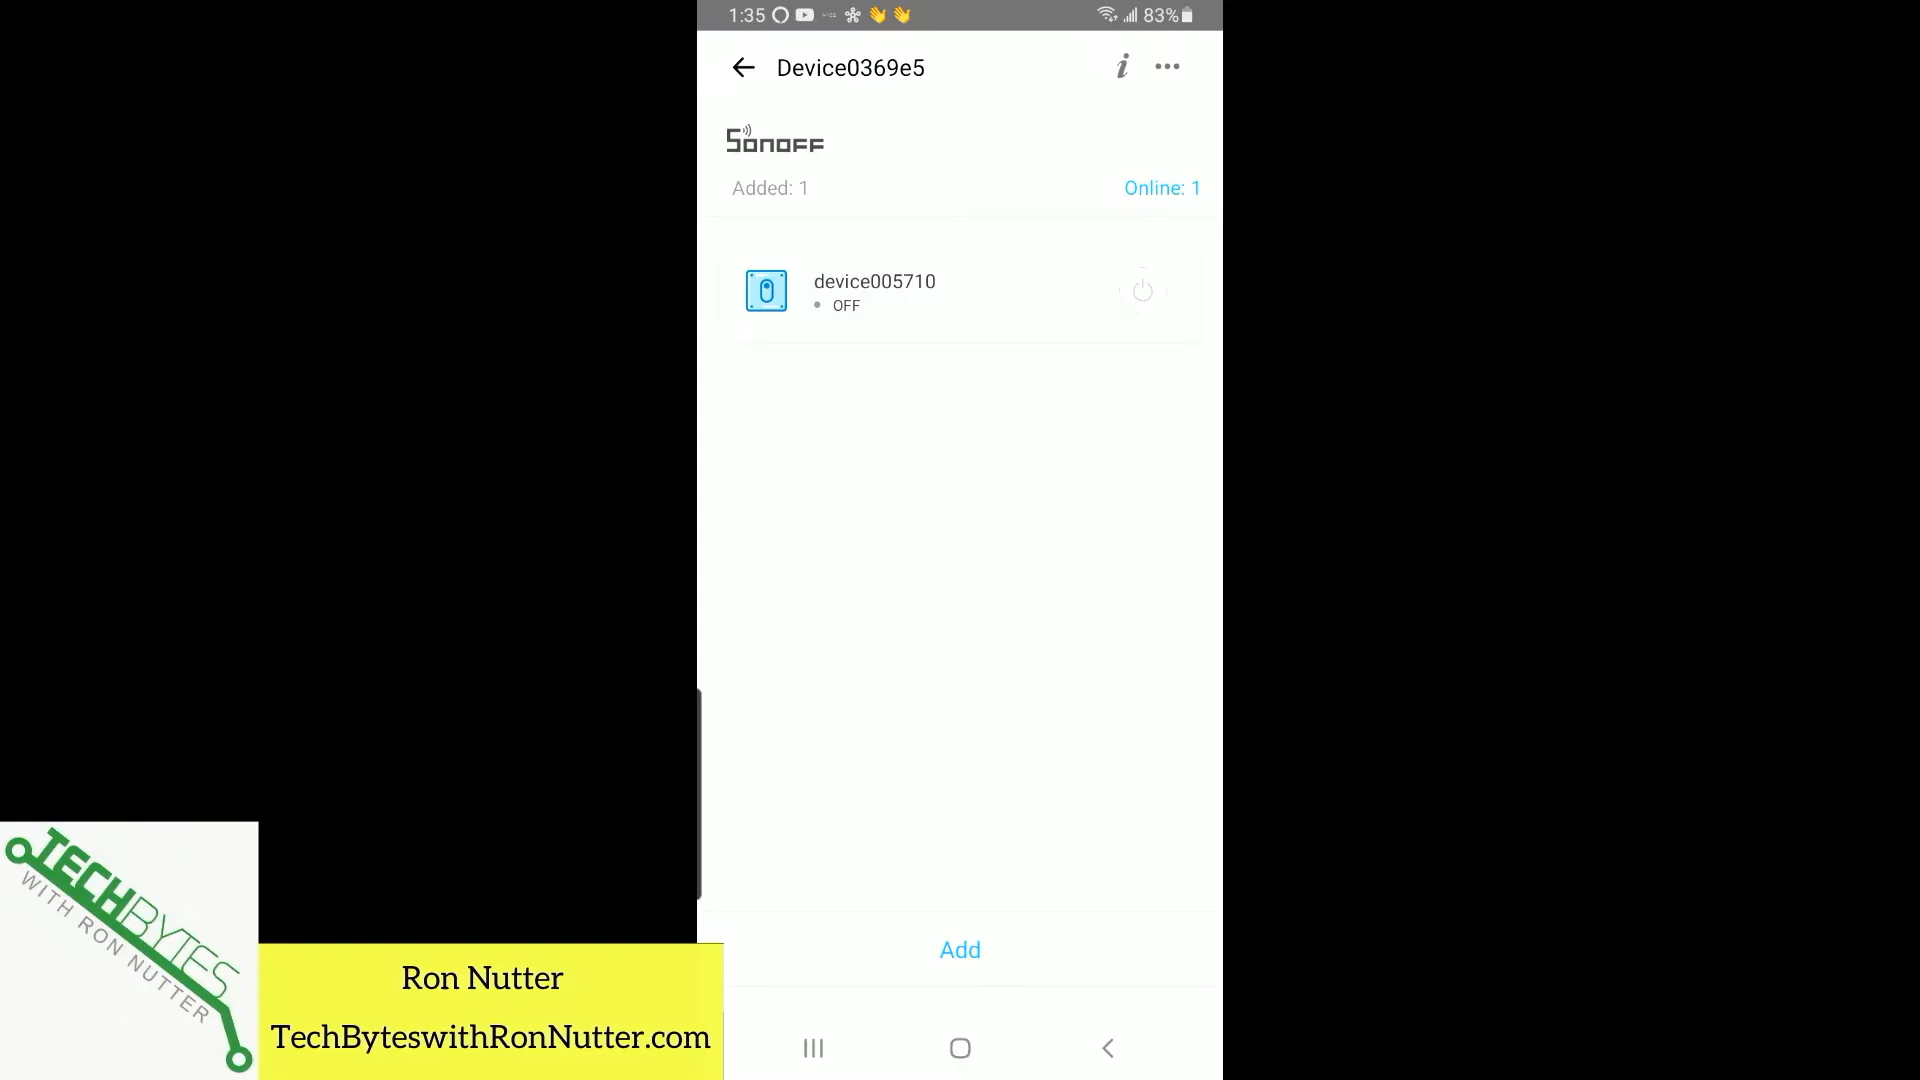 1:35
83%
Device0369e5
SONOFF
Added: 1
Online: 1
device005710
OFF
Add
TECHBYTES
WITH RON NUTTER
Ron Nutter
TechByteswithRonNutter.com